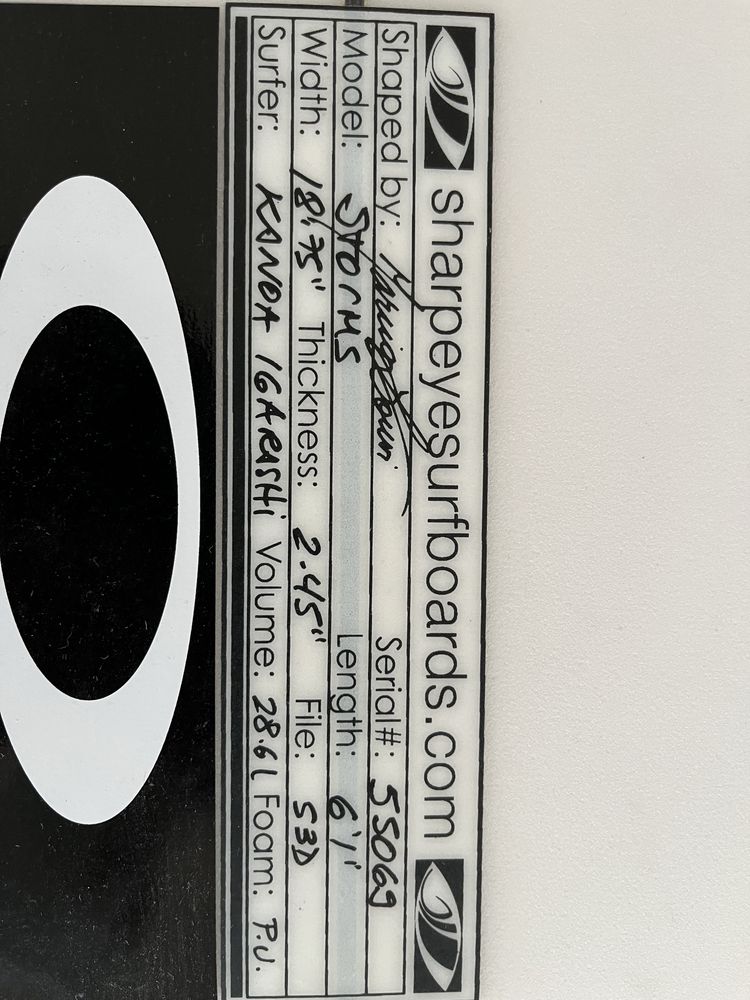 sharpeyesurfboards.com
Shaped by: Serial#: 55069
Model: STORMS Length: 6'1"
Width: 18.75" Thickness: 2.45" File: S3D
Surfer: KANOA IGARASHI Volume: 28.6L Foam: P.U.